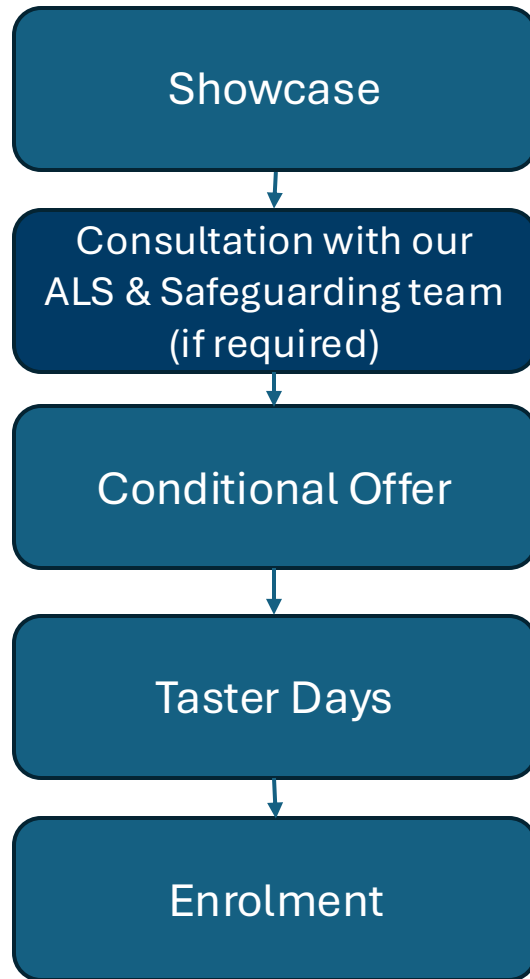 Showcase
Consultation with our
ALS & Safeguarding team
(if required)
Conditional Offer
Taster Days
Enrolment